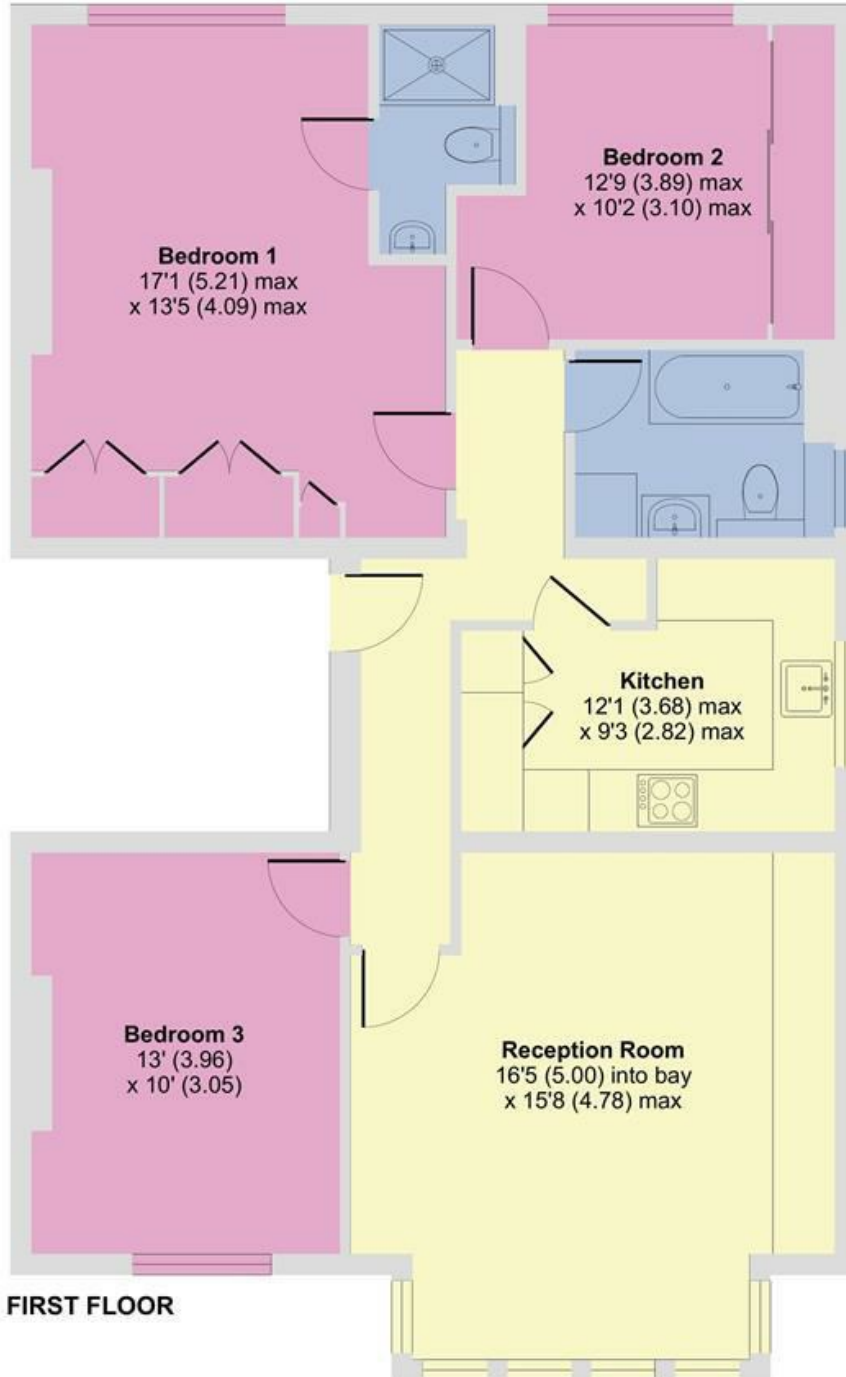 Bedroom 1
17'1 (5.21) max
x 13'5 (4.09) max
Bedroom 2
12'9 (3.89) max
x 10'2 (3.10) max
Kitchen
12'1 (3.68) max
x 9'3 (2.82) max
Bedroom 3
13' (3.96)
x 10' (3.05)
Reception Room
16'5 (5.00) into bay
x 15'8 (4.78) max
FIRST FLOOR